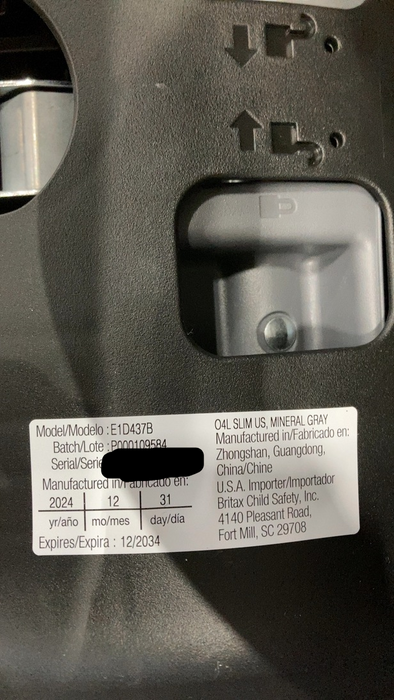 Model/Modelo : E1D437B
Batch/Lote : P000109584
Serial/Serie
Manufactured in/Fabricado en:
2024 12 31
yr/año mo/mes day/día
Expires/Expira : 12/2034
O4L SLIM US, MINERAL GRAY
Manufactured in/Fabricado en:
Zhongshan, Guangdong,
China/Chine
U.S.A. Importer/Importador
Britax Child Safety, Inc.
4140 Pleasant Road,
Fort Mill, SC 29708